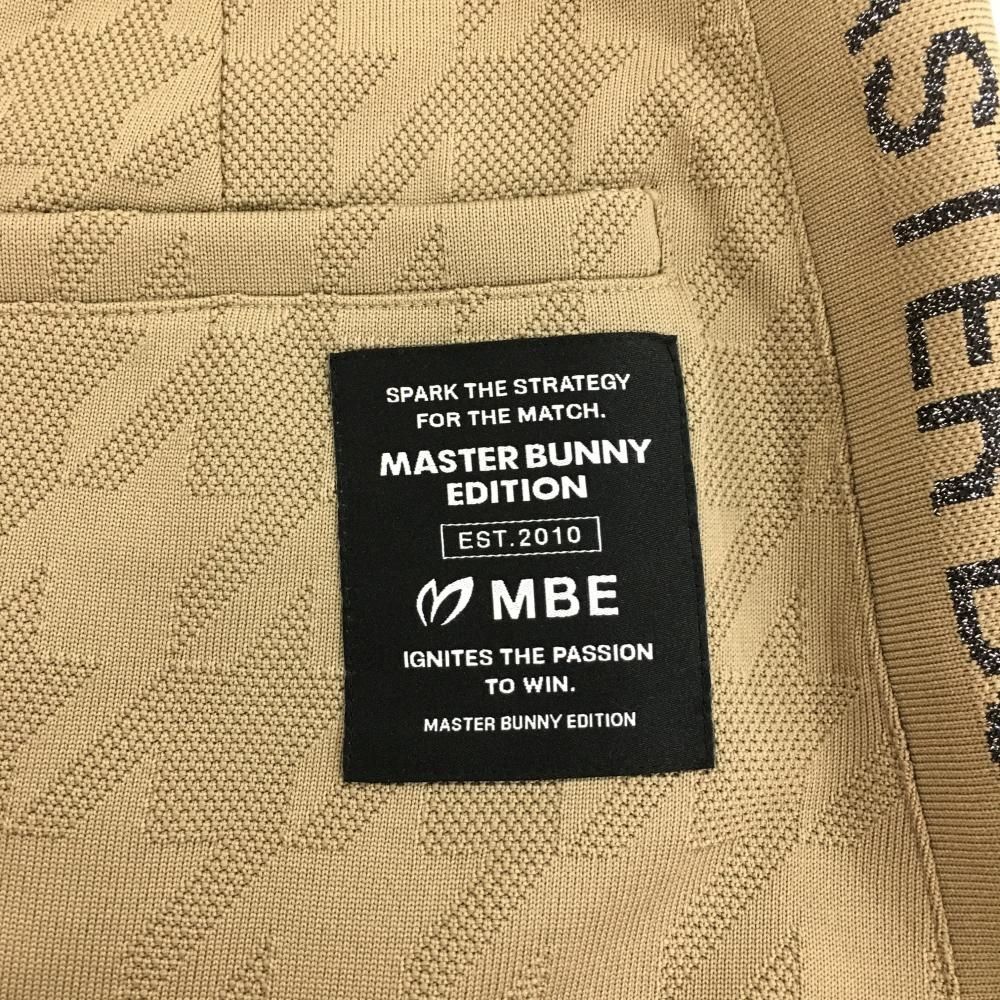 SPARK THE STRATEGY
FOR THE MATCH.
MASTER BUNNY
EDITION
EST.2010
MBE
IGNITES THE PASSION
TO WIN.
MASTER BUNNY EDITION